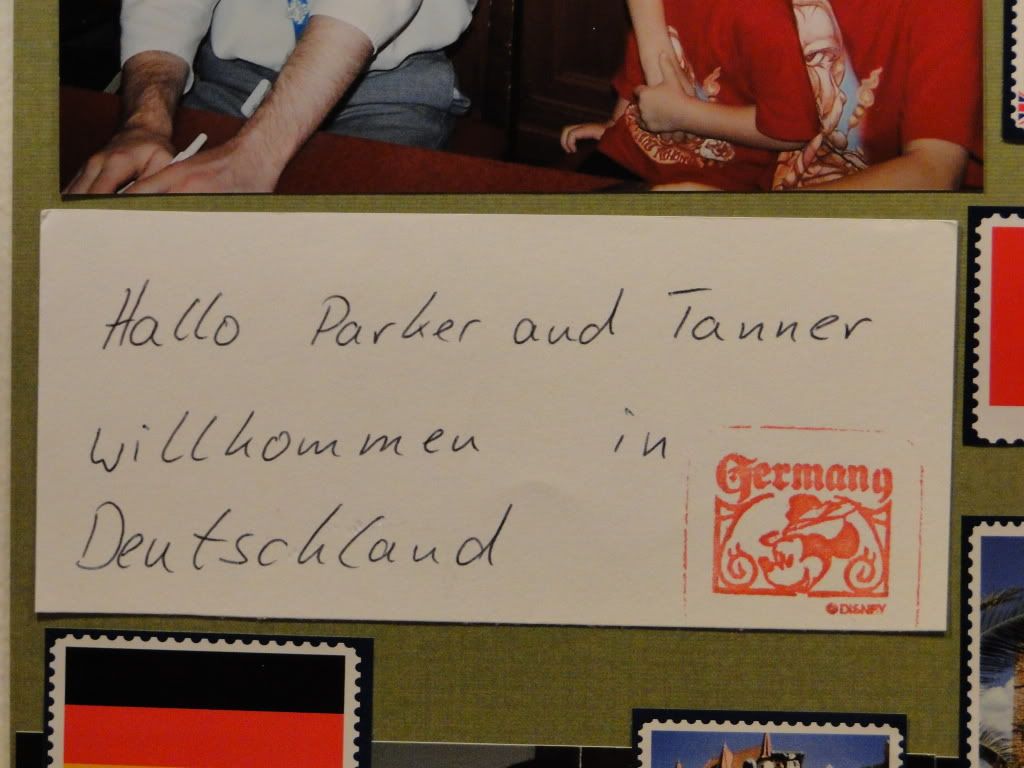 Hallo Parker and Tanner
willkommen in
Deutschland
Germany
© DISNEY